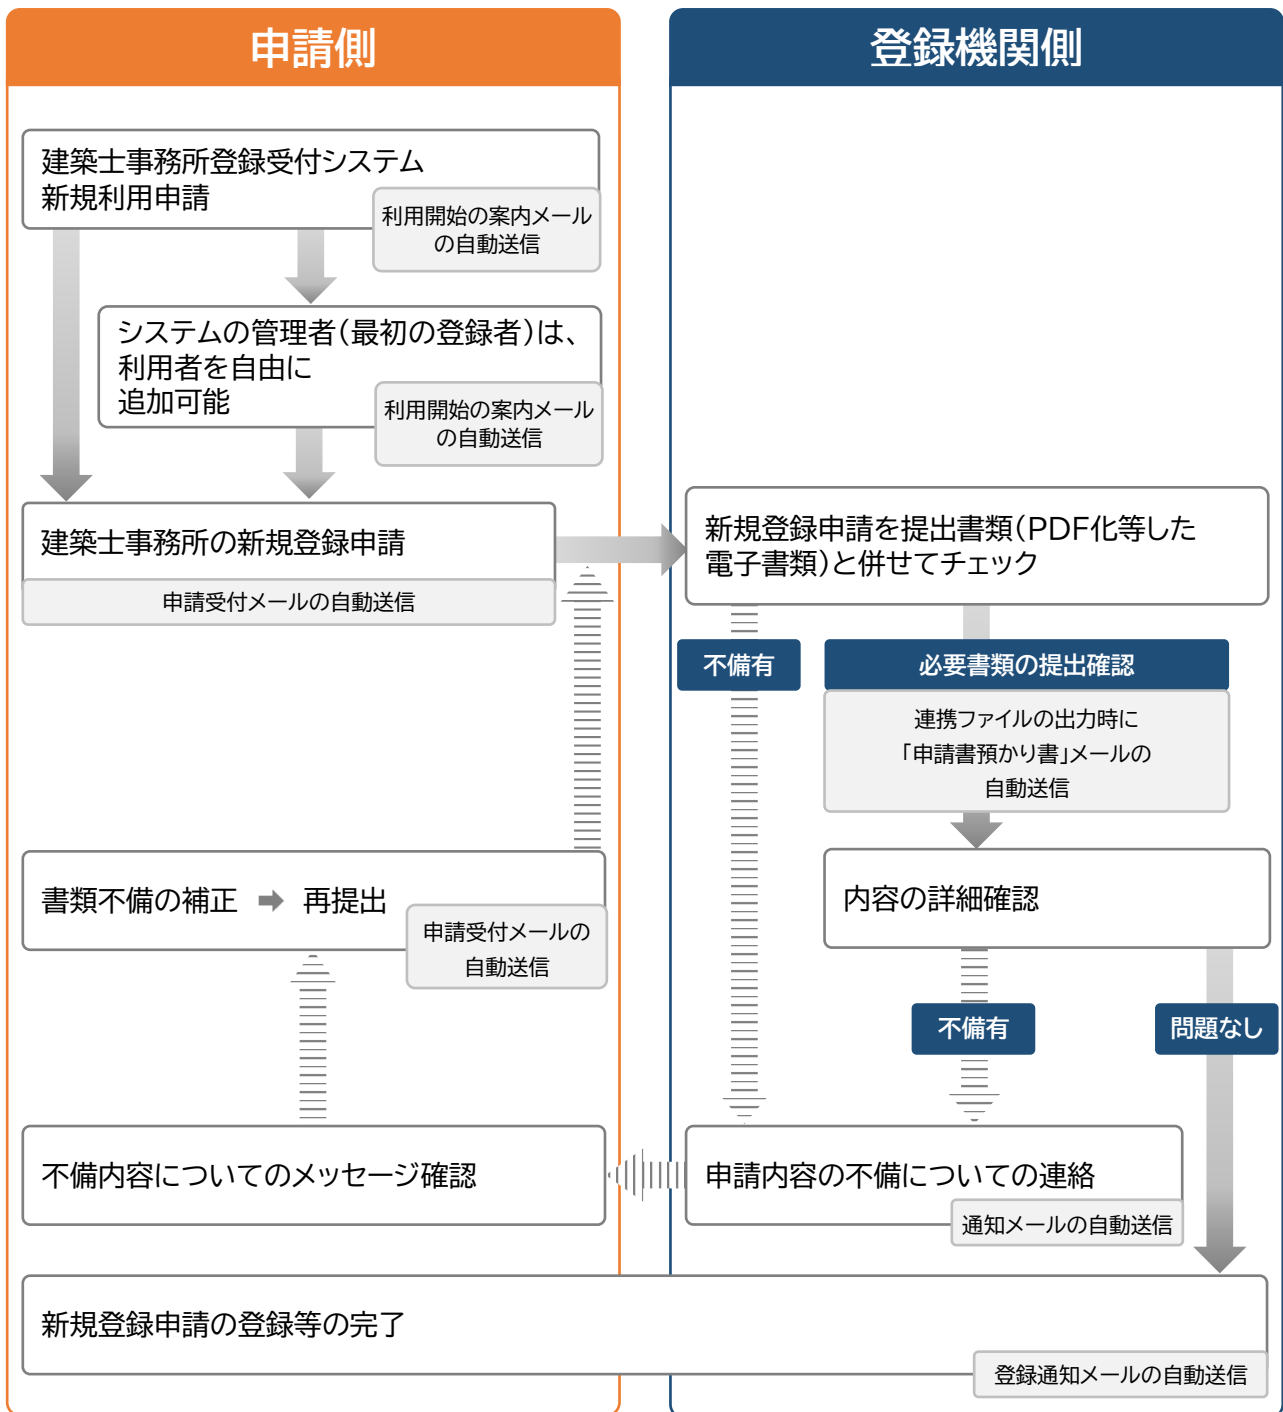 申請側
登録機関側
建築士事務所登録受付システム
新規利用申請
利用開始の案内メール
の自動送信
システムの管理者(最初の登録者)は、
利用者を自由に
追加可能
利用開始の案内メール
の自動送信
建築士事務所の新規登録申請
申請受付メールの自動送信
新規登録申請を提出書類(PDF化等した
電子書類)と併せてチェック
不備有
必要書類の提出確認
連携ファイルの出力時に
「申請書預かり書」メールの
自動送信
書類不備の補正 ➡ 再提出
申請受付メールの
自動送信
内容の詳細確認
不備有
問題なし
不備内容についてのメッセージ確認
申請内容の不備についての連絡
通知メールの自動送信
新規登録申請の登録等の完了
登録通知メールの自動送信